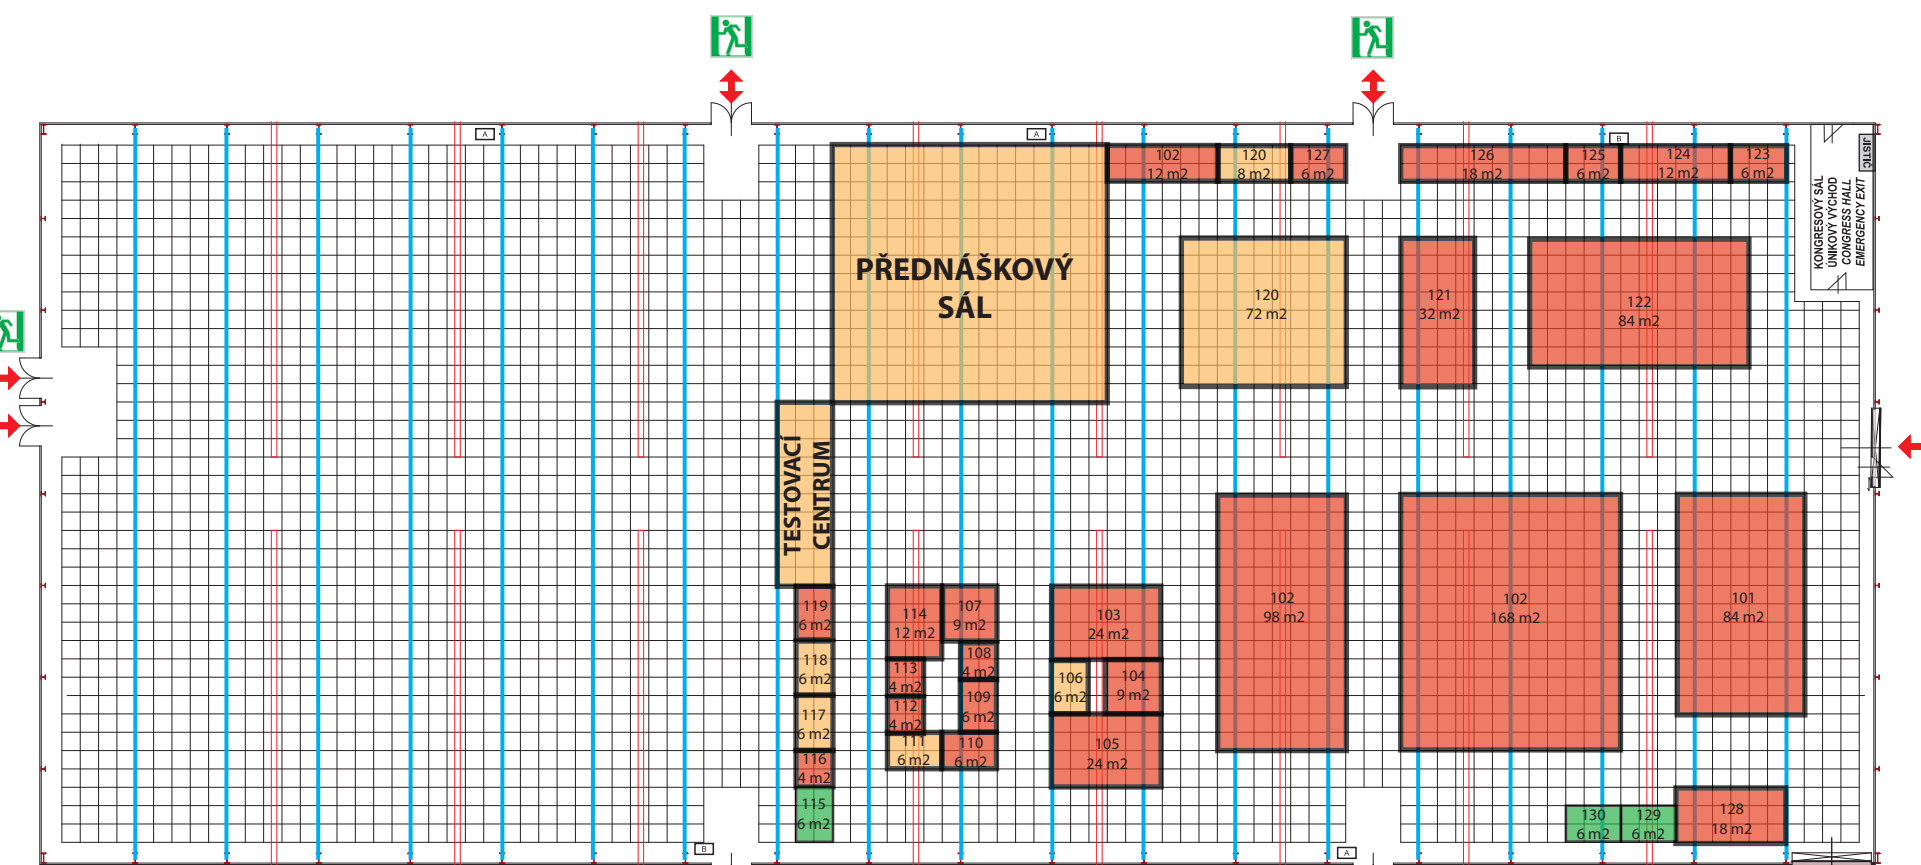 A
A
B
JISTIČ
102
12 m2
120
8 m2
127
6 m2
126
18 m2
125
6 m2
124
12 m2
123
6 m2
KONGRESOVÝ SÁL
ÚNIKOVÝ VÝCHOD
CONGRESS HALL
EMERGENCY EXIT
PŘEDNÁŠKOVÝ
SÁL
120
72 m2
121
32 m2
122
84 m2
TESTOVACÍ
CENTRUM
102
98 m2
102
168 m2
101
84 m2
119
6 m2
118
6 m2
117
6 m2
116
4 m2
115
6 m2
114
12 m2
107
9 m2
108
4 m2
113
4 m2
109
6 m2
112
4 m2
111
6 m2
110
6 m2
103
24 m2
106
6 m2
104
9 m2
105
24 m2
130
6 m2
129
6 m2
128
18 m2
B
A